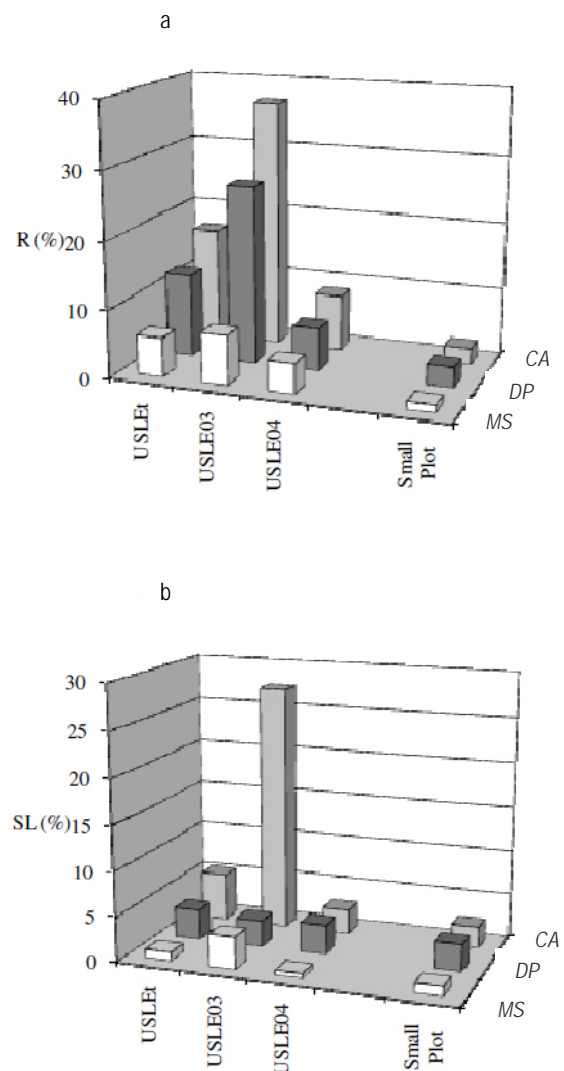 a
40
30
R (%) 20
10
0
CA
DP
MS
USLEt
USLE03
USLE04
Small
Plot
b
30
25
20
SL (%) 15
10
5
0
CA
DP
MS
USLEt
USLE03
USLE04
Small
Plot